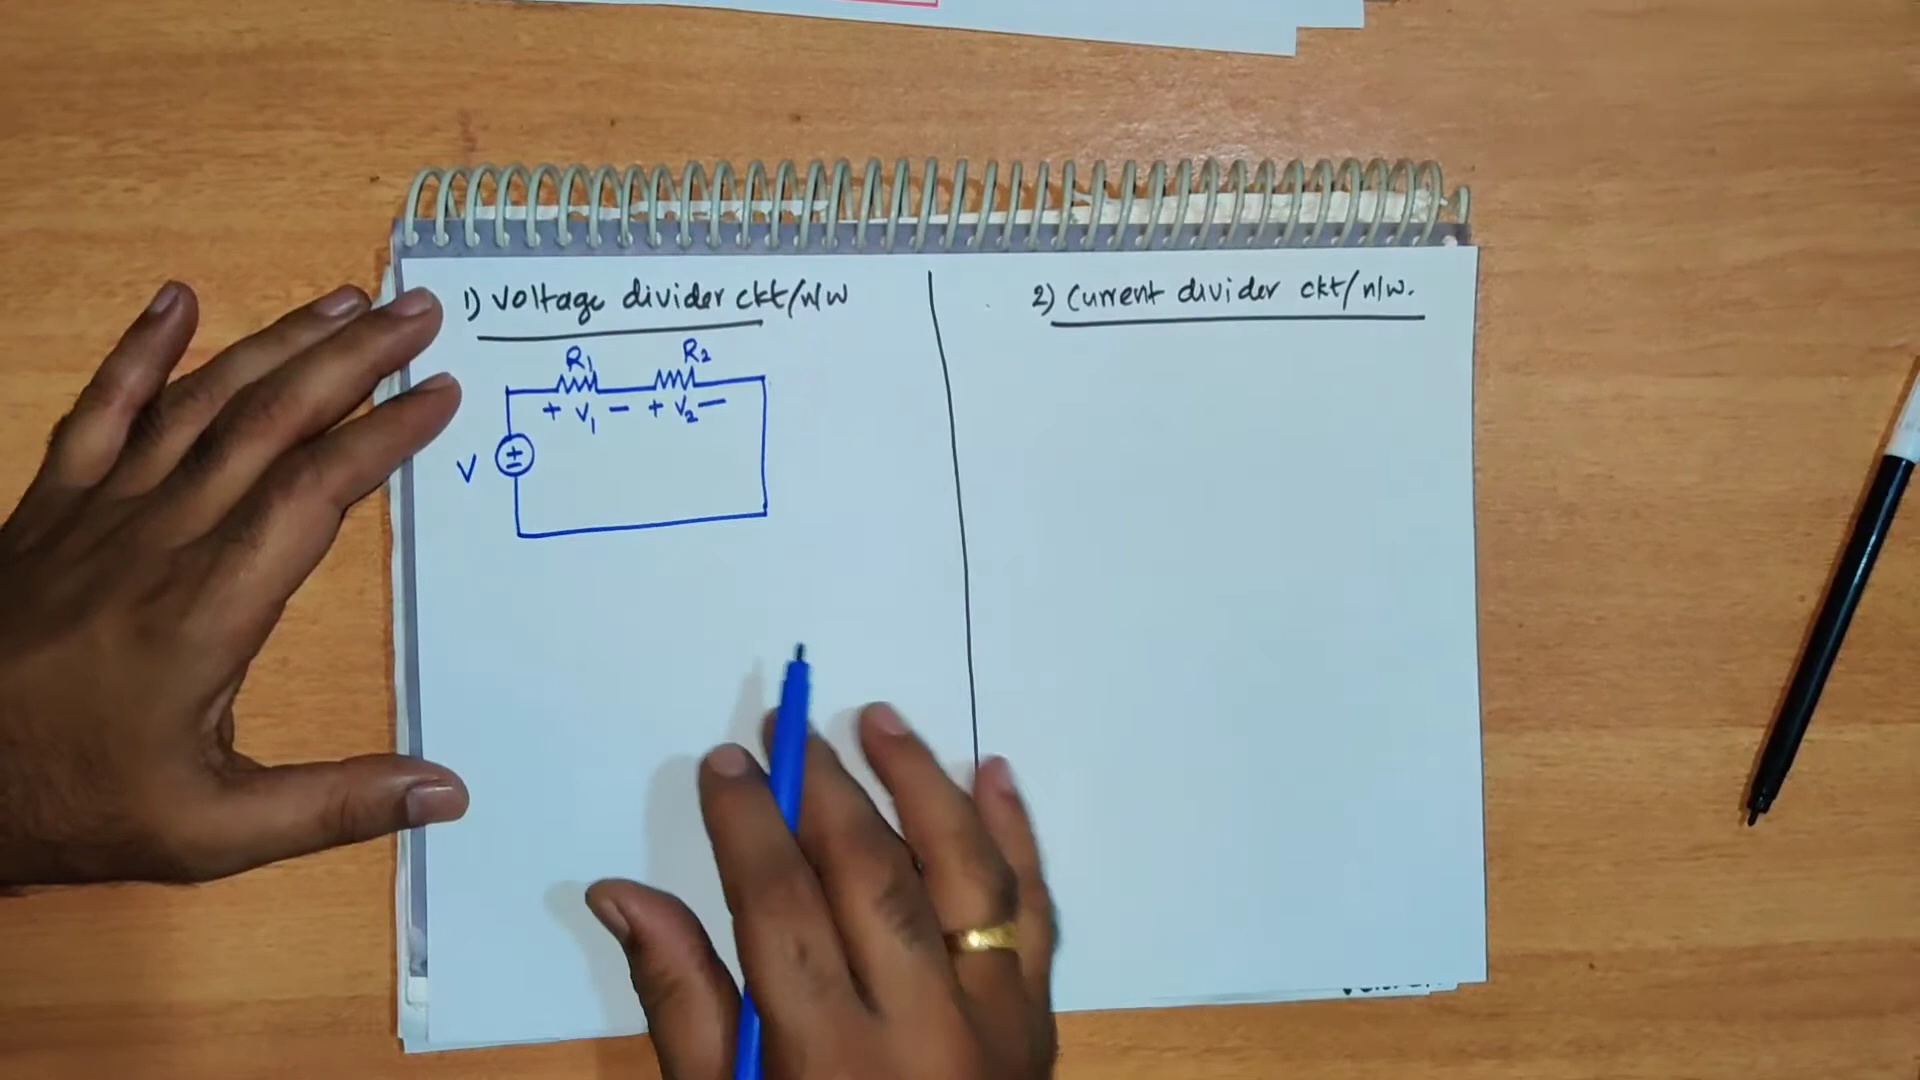 1) Voltage divider ckt/n/w
R1 R2
+ V1 - + V2 -
V
±
2) Current divider ckt/n/w.